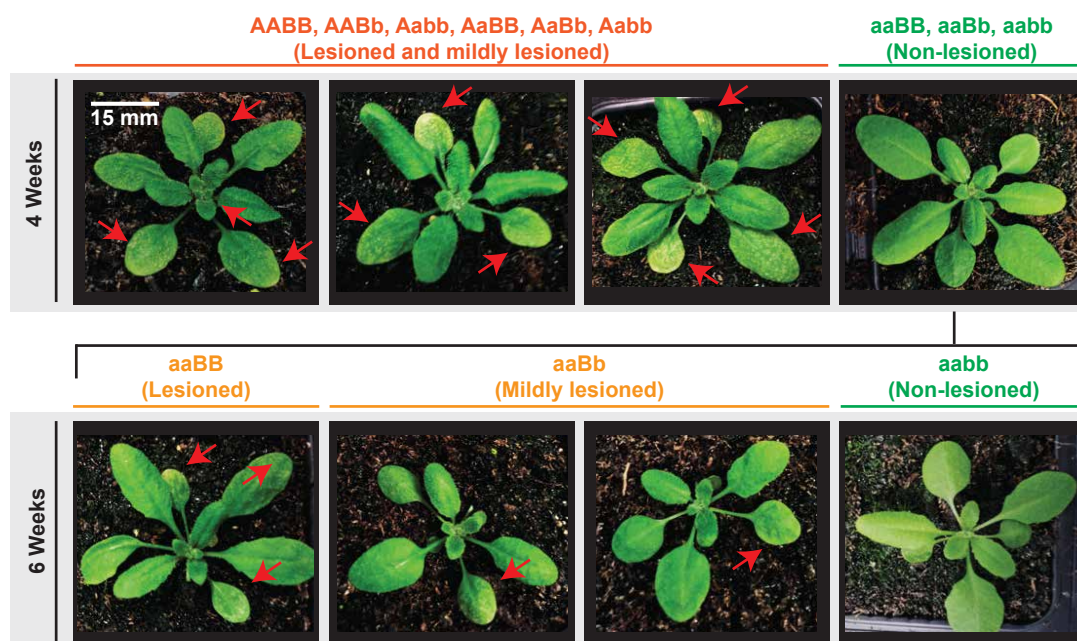 AABB, AABb, Aabb, AaBB, AaBb, Aabb
(Lesioned and mildly lesioned)
aaBB, aaBb, aabb
(Non-lesioned)
4 Weeks
15 mm
aaBB
(Lesioned)
aaBb
(Mildly lesioned)
aabb
(Non-lesioned)
6 Weeks